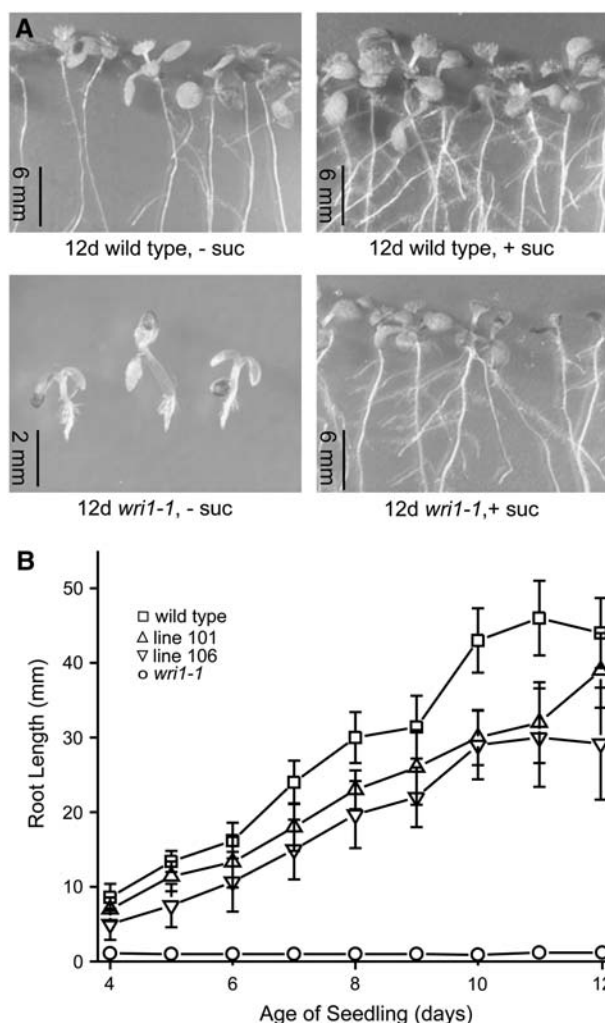 A
6 mm
12d wild type, - suc
6 mm
12d wild type, + suc
2 mm
12d wri1-1, - suc
6 mm
12d wri1-1,+ suc
B
50
40
30
20
10
0
Root Length (mm)
wild type
line 101
line 106
wri1-1
4
6
8
10
12
Age of Seedling (days)